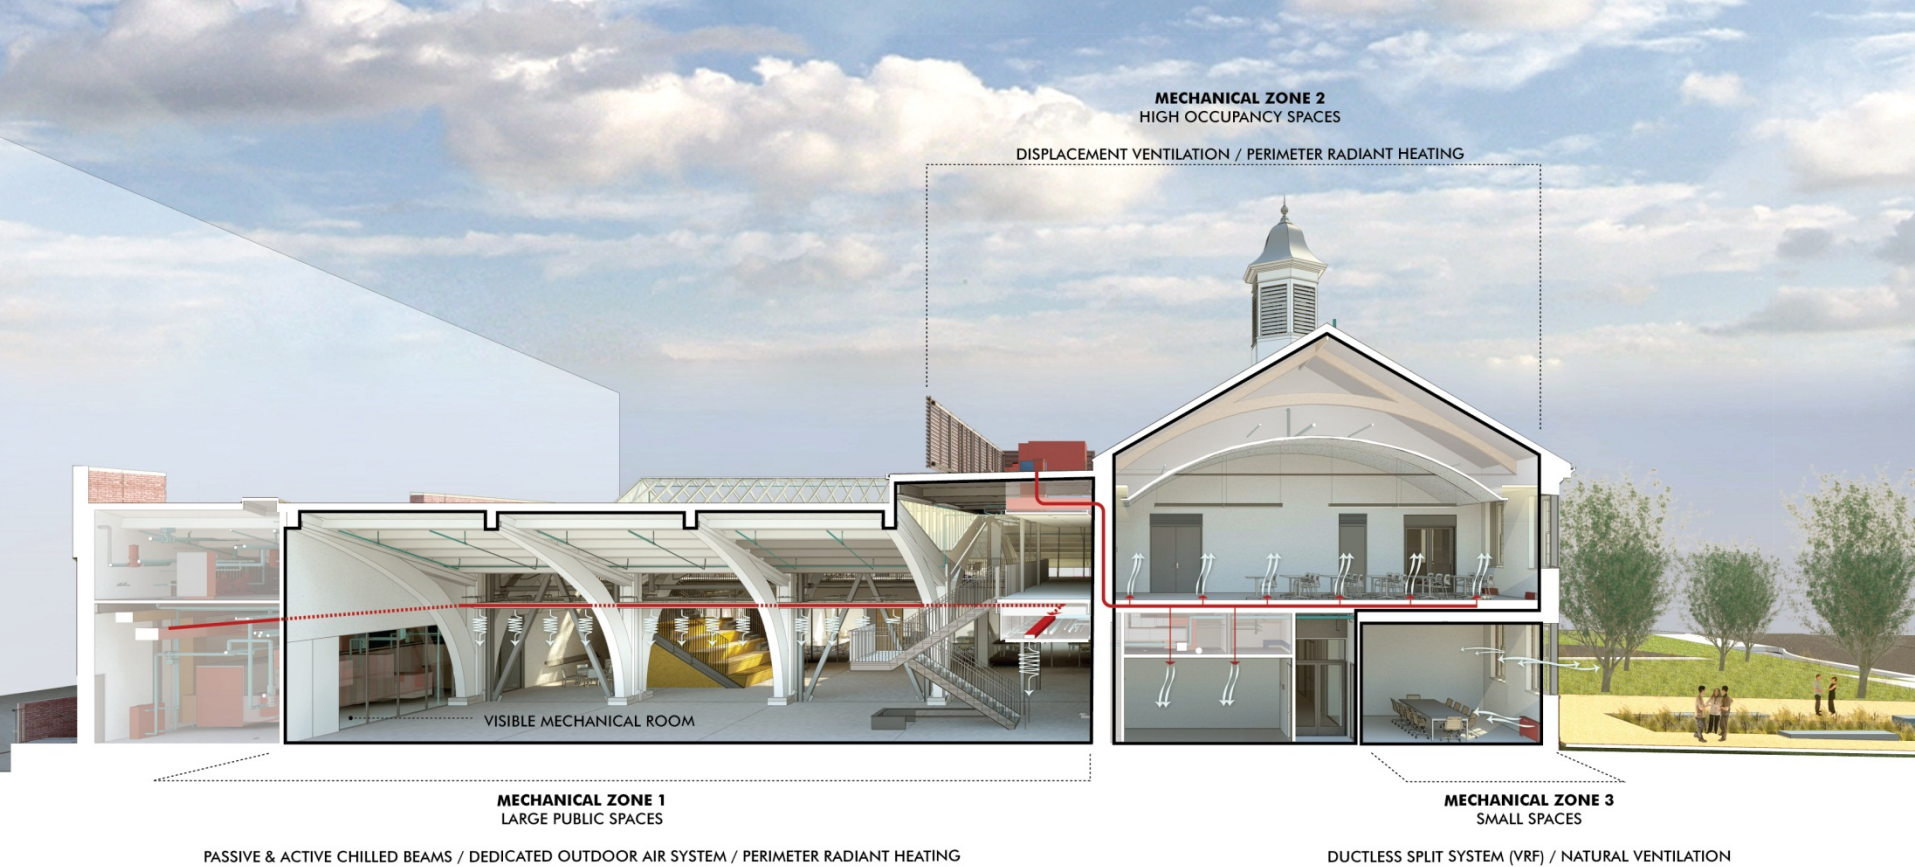 MECHANICAL ZONE 2
HIGH OCCUPANCY SPACES
DISPLACEMENT VENTILATION / PERIMETER RADIANT HEATING
VISIBLE MECHANICAL ROOM
MECHANICAL ZONE 1
LARGE PUBLIC SPACES
PASSIVE & ACTIVE CHILLED BEAMS / DEDICATED OUTDOOR AIR SYSTEM / PERIMETER RADIANT HEATING
MECHANICAL ZONE 3
SMALL SPACES
DUCTLESS SPLIT SYSTEM (VRF) / NATURAL VENTILATION